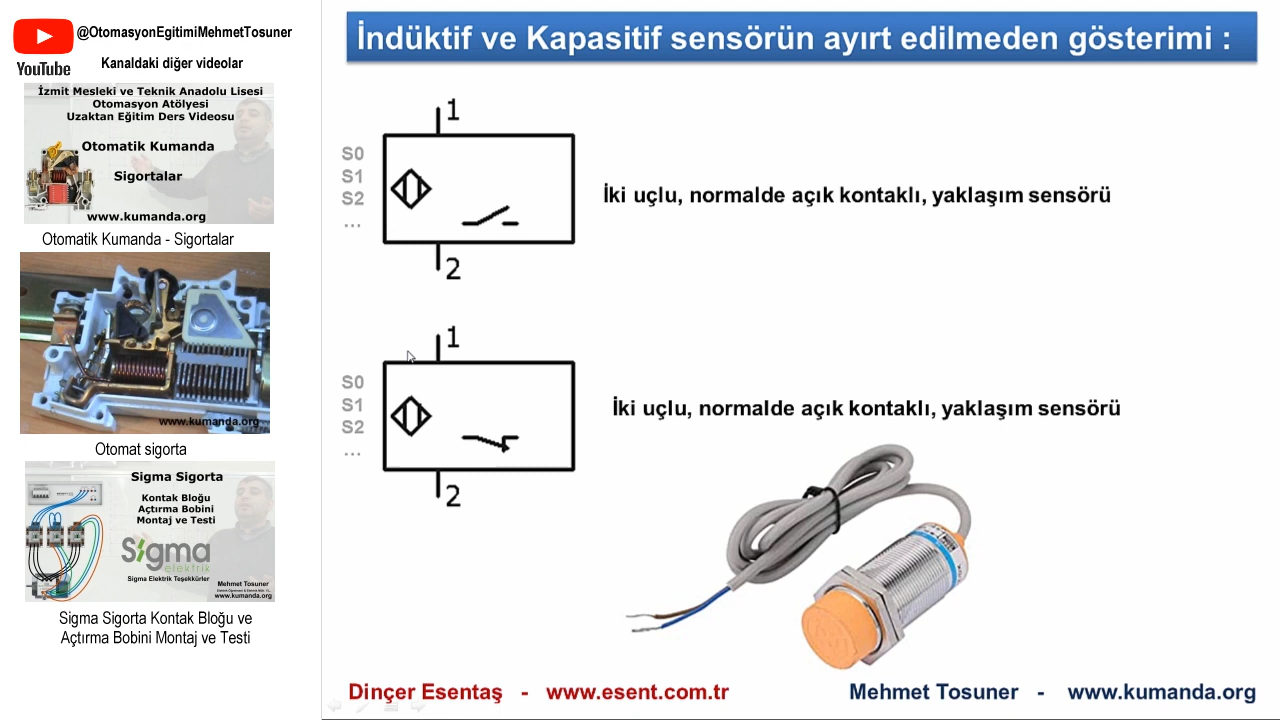 @OtomasyonEgitimiMehmetTosuner
YouTube
Kanaldaki diğer videolar
İzmit Mesleki ve Teknik Anadolu Lisesi
Otomasyon Atölyesi
Uzaktan Eğitim Ders Videosu
Otomatik Kumanda
Sigortalar
www.kumanda.org
Otomatik Kumanda - Sigortalar
www.kumanda.org
Otomat sigorta
Sigma Sigorta
Kontak Bloğu
Açtırma Bobini
Montaj ve Testi
Sigma
elektrik
Sigma Elektrik Teşekkürler
Mehmet Tosuner
www.kumanda.org
Sigma Sigorta Kontak Bloğu ve
Açtırma Bobini Montaj ve Testi
İndüktif ve Kapasitif sensörün ayırt edilmeden gösterimi :
1
S0
S1
S2
...
2
İki uçlu, normalde açık kontaklı, yaklaşım sensörü
1
S0
S1
S2
...
2
İki uçlu, normalde açık kontaklı, yaklaşım sensörü
Dinçer Esentaş - www.esent.com.tr
Mehmet Tosuner - www.kumanda.org